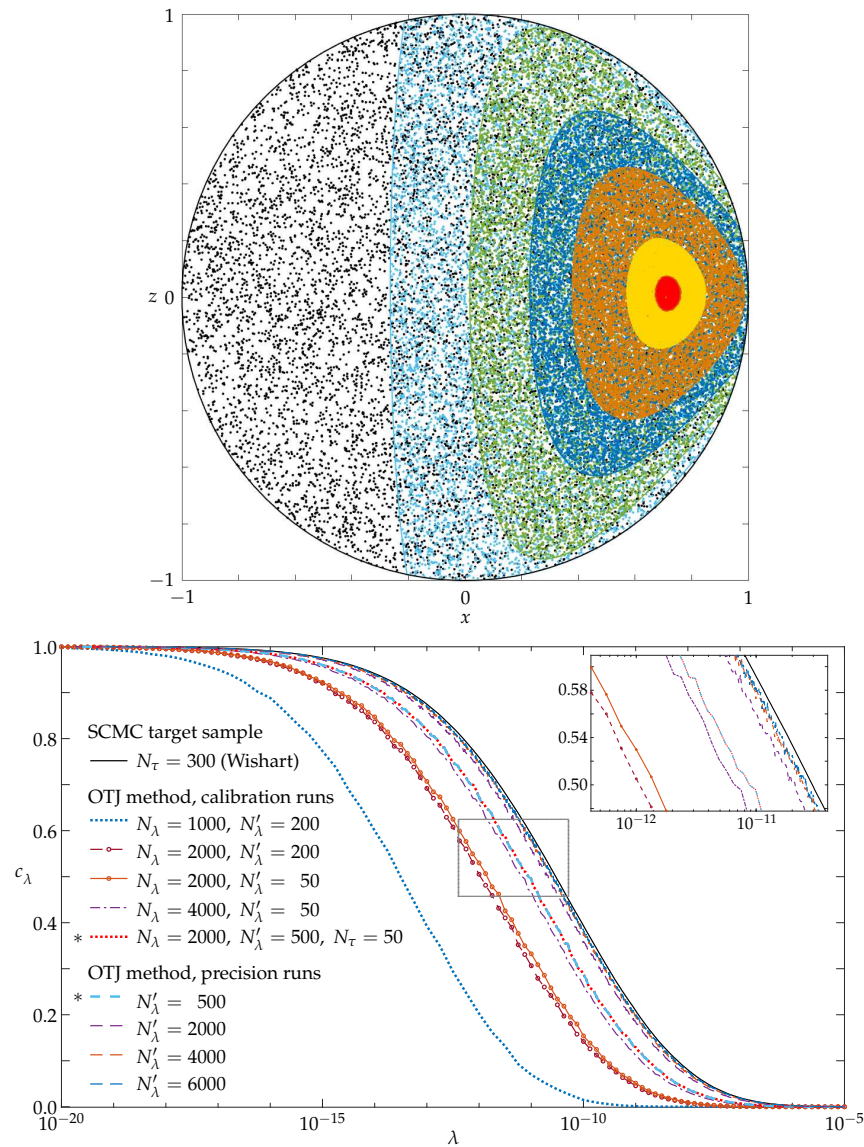 1
z 0
−1
−1 0 1
x
1.0
0.8
0.6
c_λ
0.4
0.2
0.0
SCMC target sample
N_τ = 300 (Wishart)
OTJ method, calibration runs
N_λ = 1000, N′_λ = 200
N_λ = 2000, N′_λ = 200
N_λ = 2000, N′_λ = 50
N_λ = 4000, N′_λ = 50
* N_λ = 2000, N′_λ = 500, N_τ = 50
OTJ method, precision runs
* N′_λ = 500
N′_λ = 2000
N′_λ = 4000
N′_λ = 6000
0.58
0.54
0.50
10⁻¹² 10⁻¹¹
10⁻²⁰ 10⁻¹⁵ 10⁻¹⁰ 10⁻⁵
λ